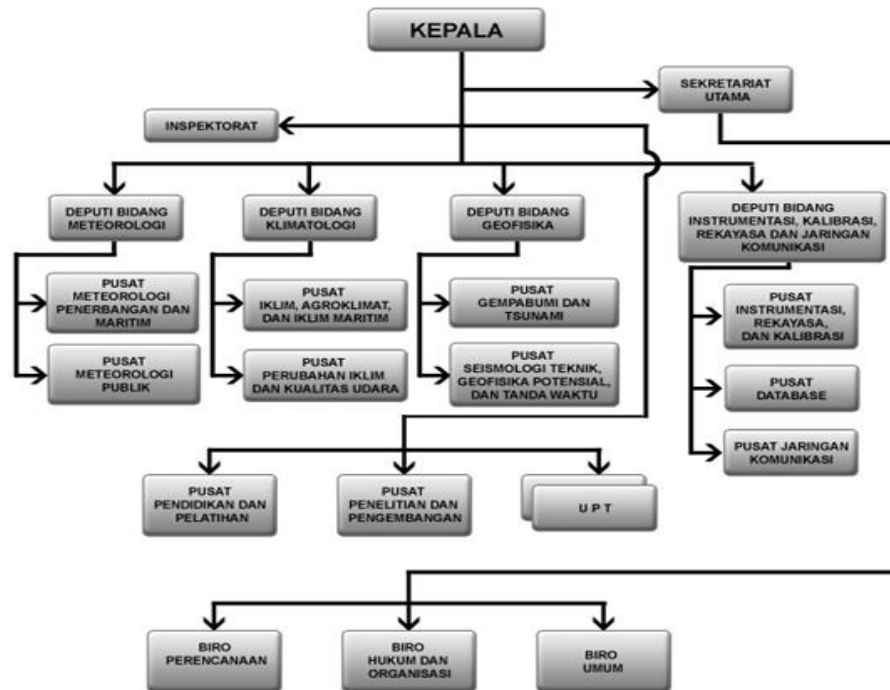 KEPALA
SEKRETARIAT
UTAMA
INSPEKTORAT
DEPUTI BIDANG
METEOROLOGI
DEPUTI BIDANG
KLIMATOLOGI
DEPUTI BIDANG
GEOFISIKA
DEPUTI BIDANG
INSTRUMENTASI, KALIBRASI,
REKAYASA DAN JARINGAN
KOMUNIKASI
PUSAT
METEOROLOGI
PENERBANGAN DAN
MARITIM
PUSAT
IKLIM, AGROKLIMAT,
DAN IKLIM MARITIM
PUSAT
GEMPABUMI DAN
TSUNAMI
PUSAT
INSTRUMENTASI,
REKAYASA,
DAN KALIBRASI
PUSAT
METEOROLOGI
PUBLIK
PUSAT
PERUBAHAN IKLIM
DAN KUALITAS UDARA
PUSAT
SEISMOLOGI TEKNIK,
GEOFISIKA POTENSIAL,
DAN TANDA WAKTU
PUSAT
DATABASE
PUSAT JARINGAN
KOMUNIKASI
PUSAT
PENDIDIKAN DAN
PELATIHAN
PUSAT
PENELITIAN DAN
PENGEMBANGAN
U P T
BIRO
PERENCANAAN
BIRO
HUKUM DAN
ORGANISASI
BIRO
UMUM